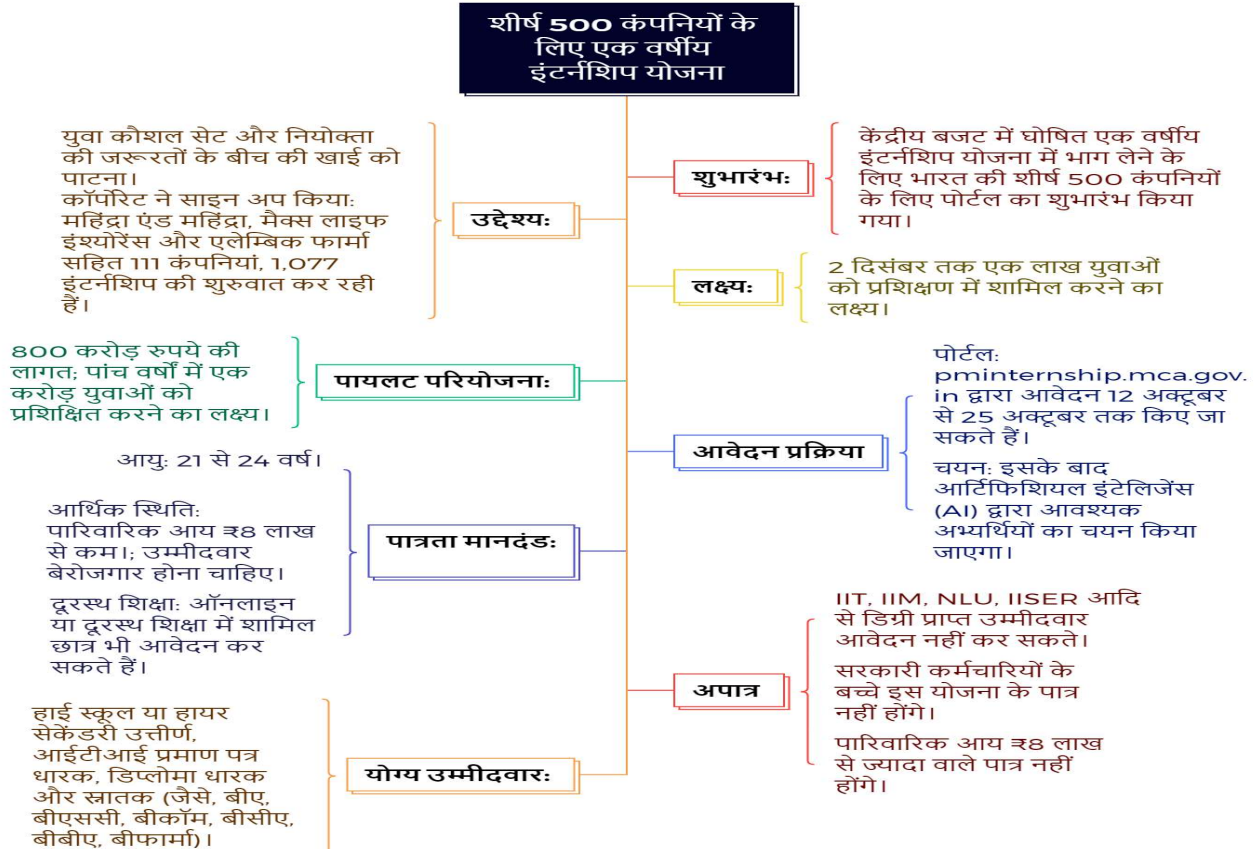 शीर्ष 500 कंपनियों के
लिए एक वर्षीय
इंटर्नशिप योजना
शुभारंभ:
केंद्रीय बजट में घोषित एक वर्षीय
इंटर्नशिप योजना में भाग लेने के
लिए भारत की शीर्ष 500 कंपनियों
के लिए पोर्टल का शुभारंभ किया
गया।
उद्देश्य:
युवा कौशल सेट और नियोक्ता
की जरूरतों के बीच की खाई को
पाटना।
कॉर्पोरेट ने साइन अप किया:
महिंद्रा एंड महिंद्रा, मैक्स लाइफ
इंश्योरेंस और एलेम्बिक फार्मा
सहित 111 कंपनियां, 1,077
इंटर्नशिप की शुरुवात कर रही
हैं।
लक्ष्य:
2 दिसंबर तक एक लाख युवाओं
को प्रशिक्षण में शामिल करने का
लक्ष्य।
पायलट परियोजना:
800 करोड़ रुपये की
लागत; पांच वर्षों में एक
करोड़ युवाओं को
प्रशिक्षित करने का लक्ष्य।
आवेदन प्रक्रिया
पोर्टल:
pminternship.mca.gov.
in द्वारा आवेदन 12 अक्टूबर
से 25 अक्टूबर तक किए जा
सकते हैं।
चयन: इसके बाद
आर्टिफिशियल इंटेलिजेंस
(AI) द्वारा आवश्यक
अभ्यर्थियों का चयन किया
जाएगा।
पात्रता मानदंड:
आयु: 21 से 24 वर्ष।
आर्थिक स्थिति:
पारिवारिक आय ₹8 लाख
से कम।; उम्मीदवार
बेरोजगार होना चाहिए।
दूरस्थ शिक्षा: ऑनलाइन
या दूरस्थ शिक्षा में शामिल
छात्र भी आवेदन कर
सकते हैं।
अपात्र
IIT, IIM, NLU, IISER आदि
से डिग्री प्राप्त उम्मीदवार
आवेदन नहीं कर सकते।
सरकारी कर्मचारियों के
बच्चे इस योजना के पात्र
नहीं होंगे।
पारिवारिक आय ₹8 लाख
से ज्यादा वाले पात्र नहीं
होंगे।
योग्य उम्मीदवार:
हाई स्कूल या हायर
सेकेंडरी उत्तीर्ण,
आईटीआई प्रमाण पत्र
धारक, डिप्लोमा धारक
और स्नातक (जैसे, बीए,
बीएससी, बीकॉम, बीसीए,
बीबीए, बीफार्मा)।